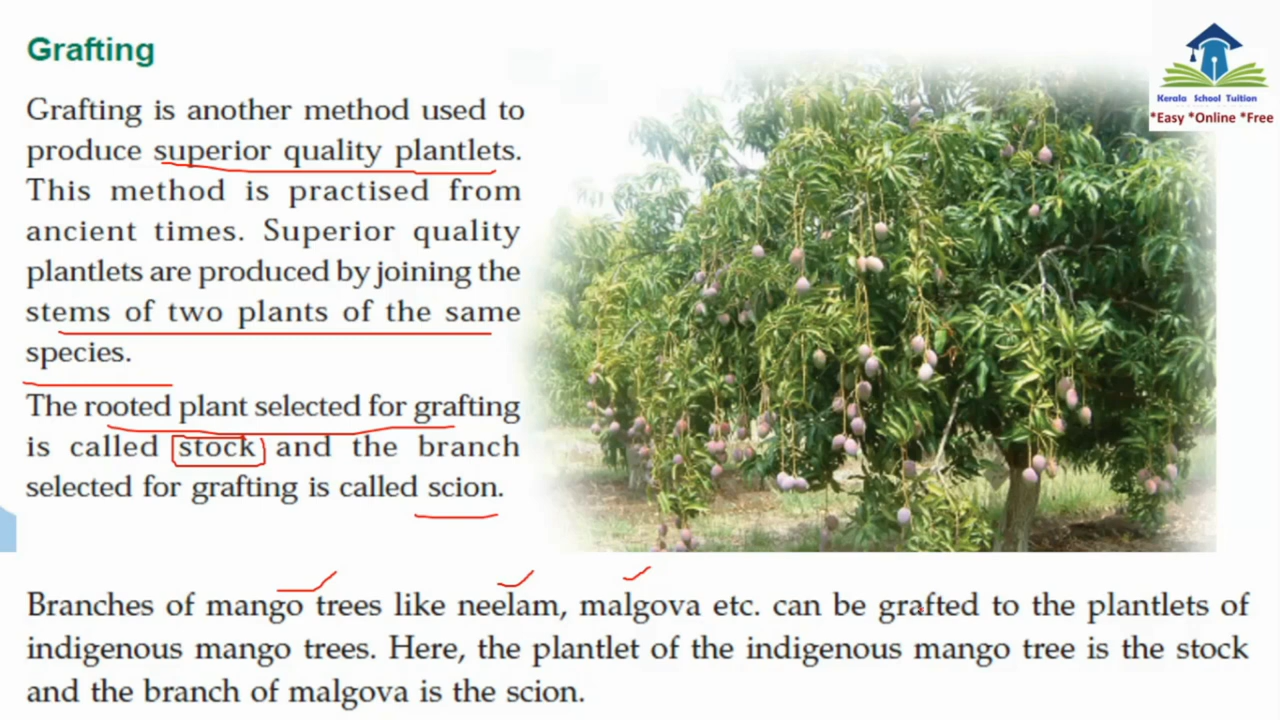 Grafting
Grafting is another method used to
produce superior quality plantlets.
This method is practised from
ancient times. Superior quality
plantlets are produced by joining the
stems of two plants of the same
species.
The rooted plant selected for grafting
is called stock and the branch
selected for grafting is called scion.
Branches of mango trees like neelam, malgova etc. can be grafted to the plantlets of
indigenous mango trees. Here, the plantlet of the indigenous mango tree is the stock
and the branch of malgova is the scion.
Kerala School Tuition
*Easy *Online *Free